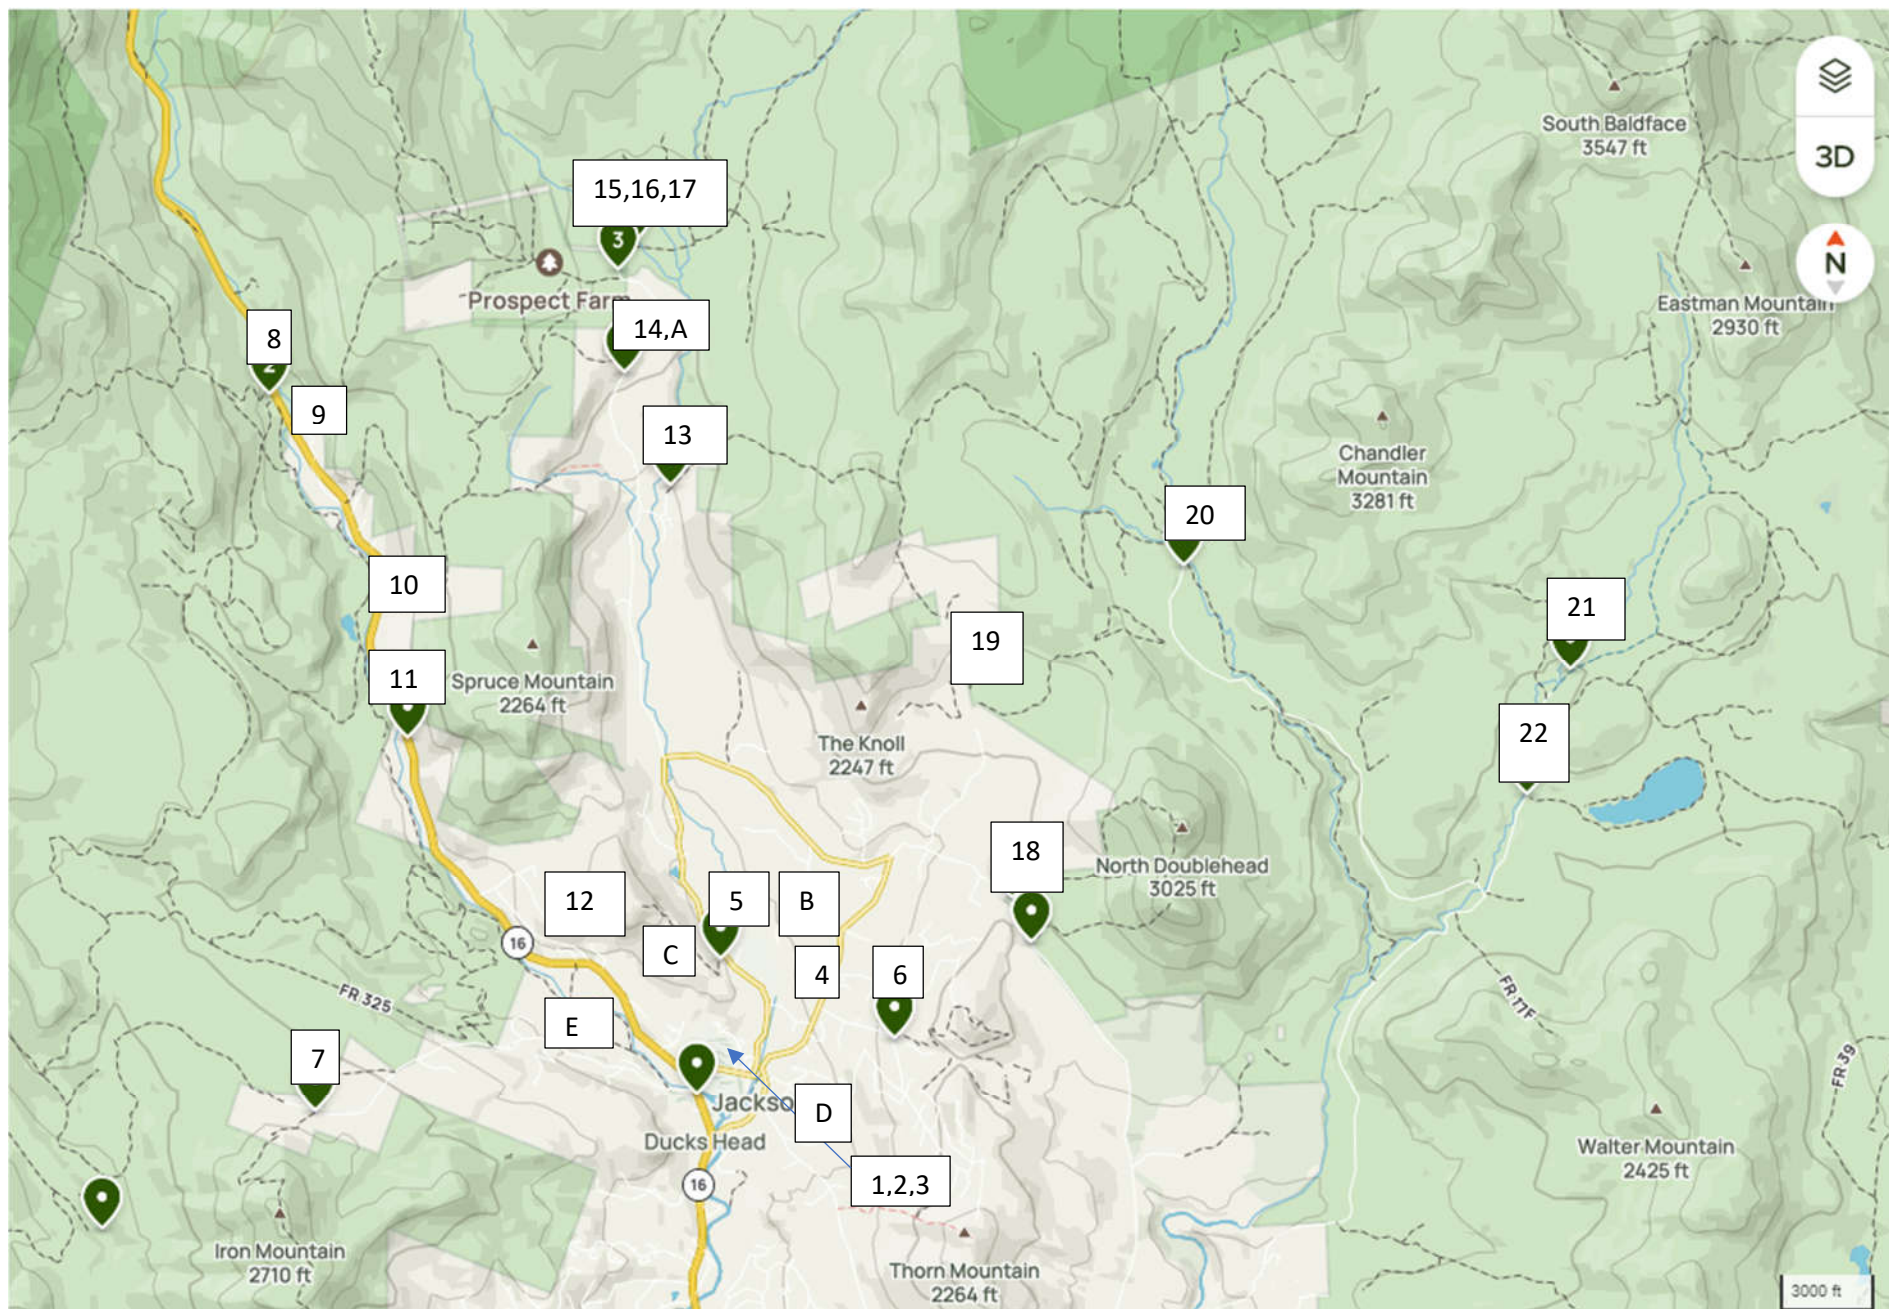 South Baldface
3547 ft
3D
15,16,17
3
N
Prospect Farm
Eastman Mountain
2930 ft
14,A
8
2
9
13
Chandler
Mountain
3281 ft
20
10
21
19
11
Spruce Mountain
2264 ft
The Knoll
2247 ft
22
18
North Doublehead
3025 ft
12
5
B
16
C
4
6
FR 325
FR 17F
E
7
FR 39
Jackso
D
Ducks Head
Walter Mountain
2425 ft
16
1,2,3
Iron Mountain
2710 ft
Thorn Mountain
2264 ft
3000 ft